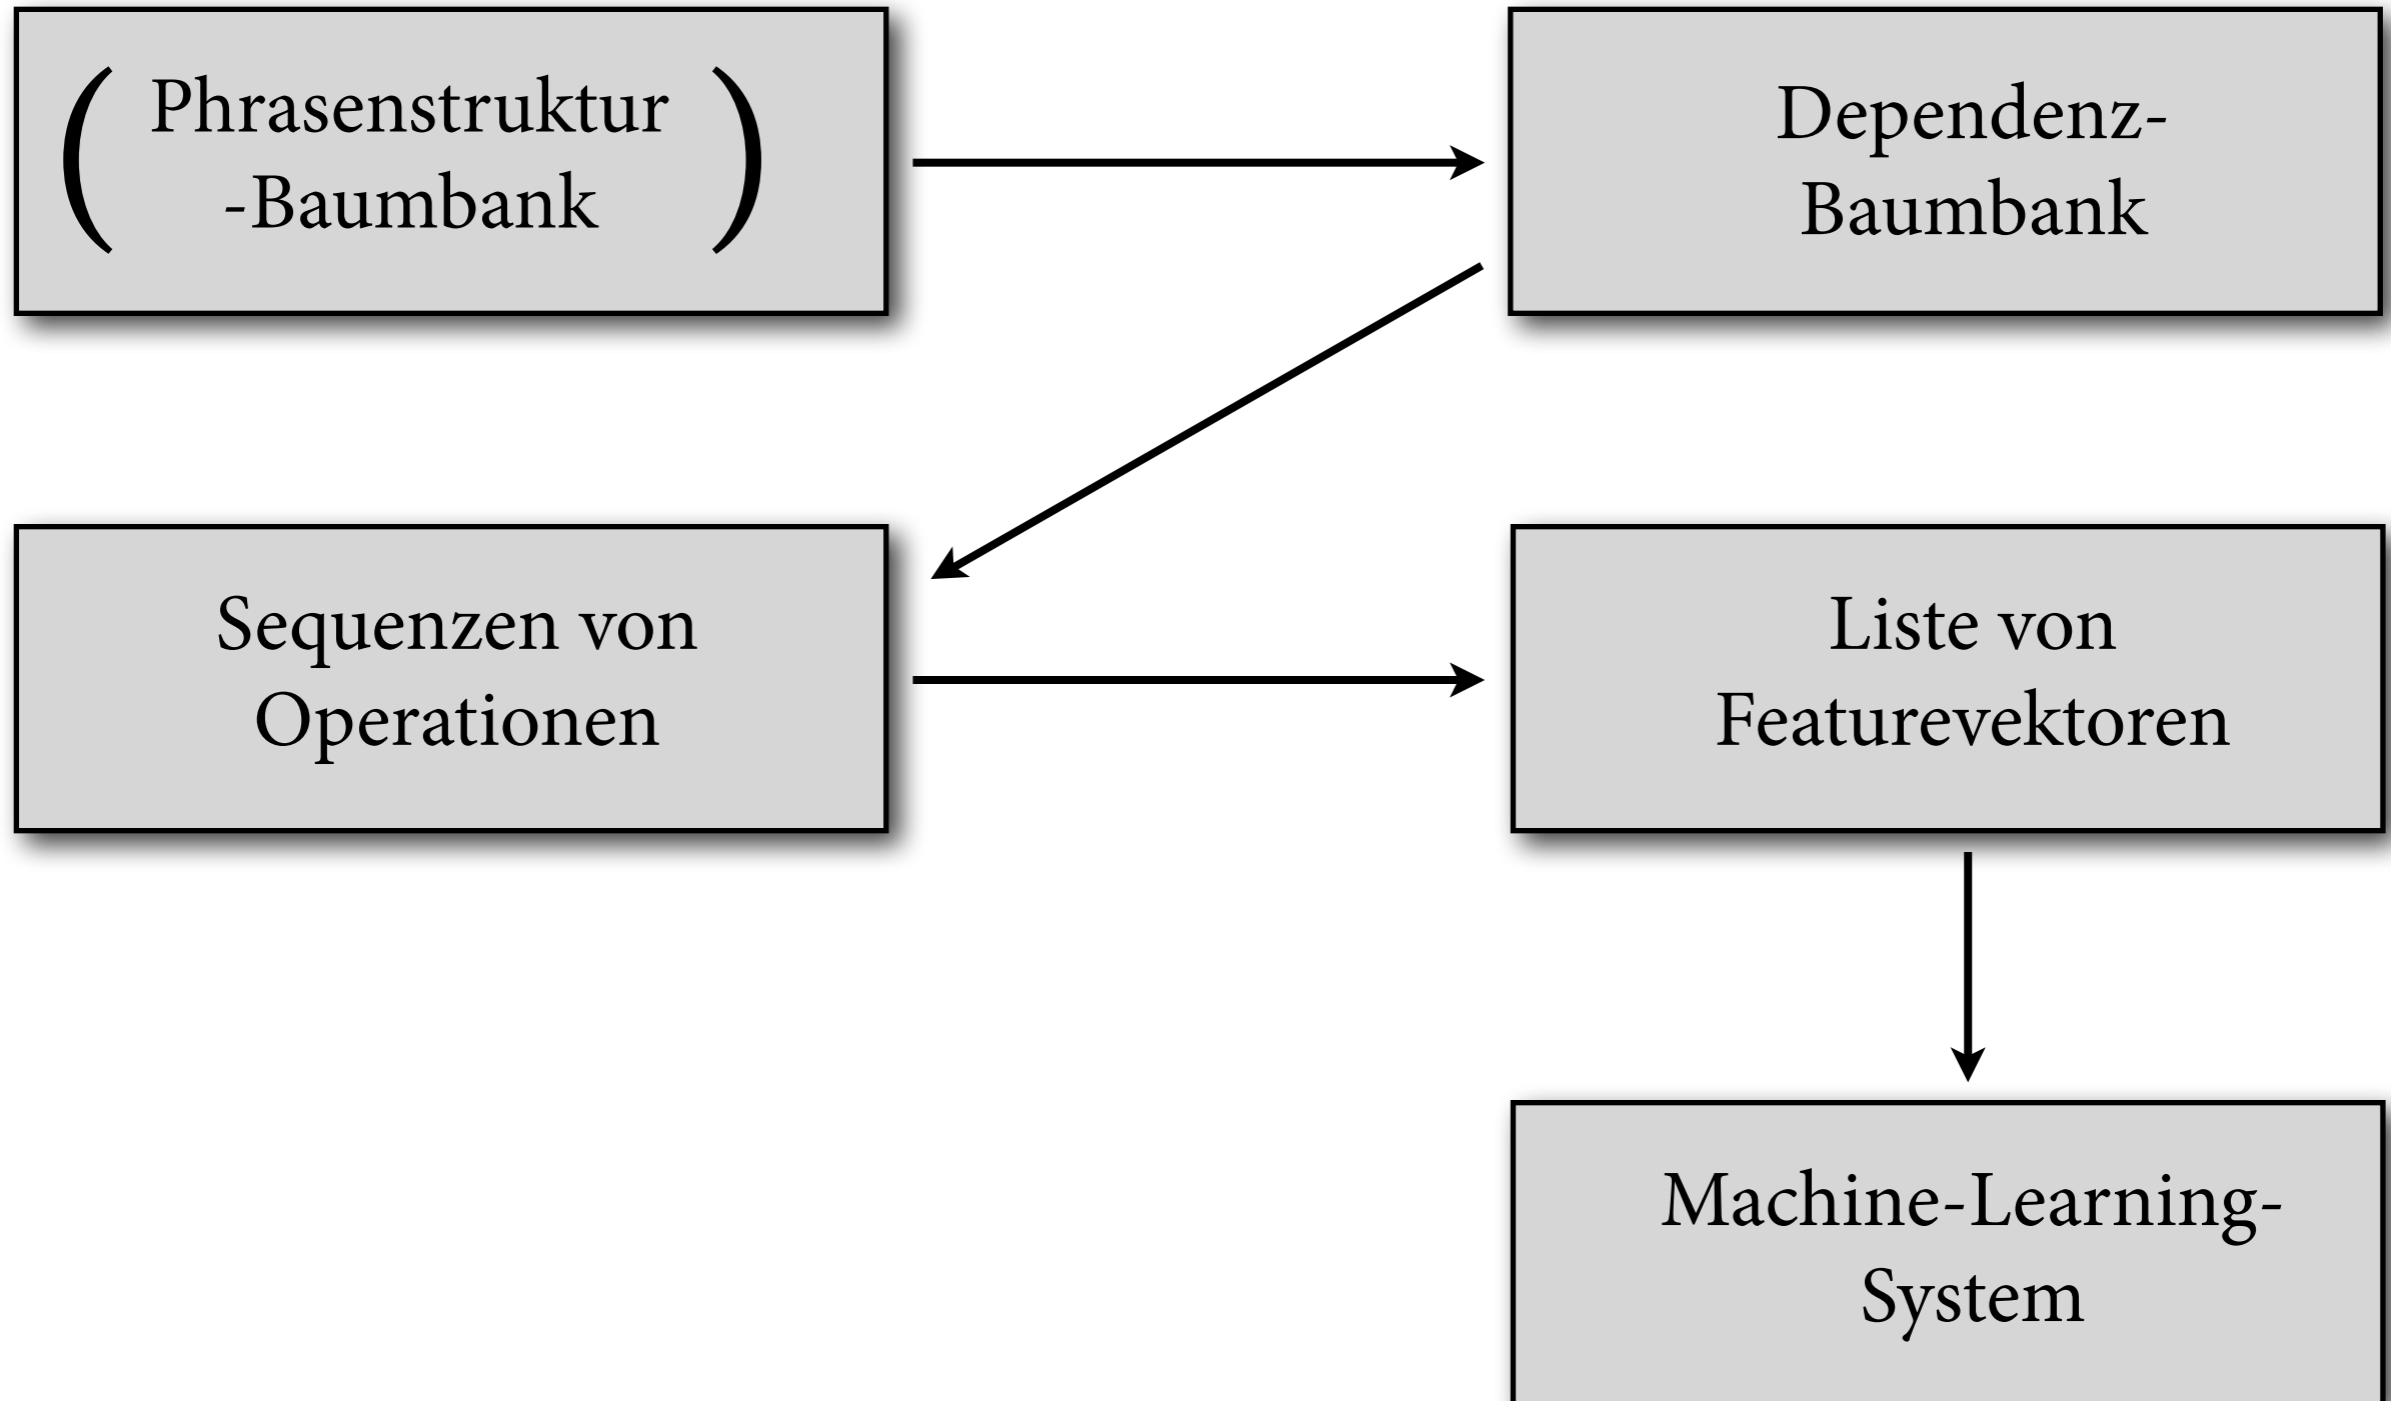 ( Phrasenstruktur
-Baumbank )
Dependenz-
Baumbank
Sequenzen von
Operationen
Liste von
Featurevektoren
Machine-Learning-
System